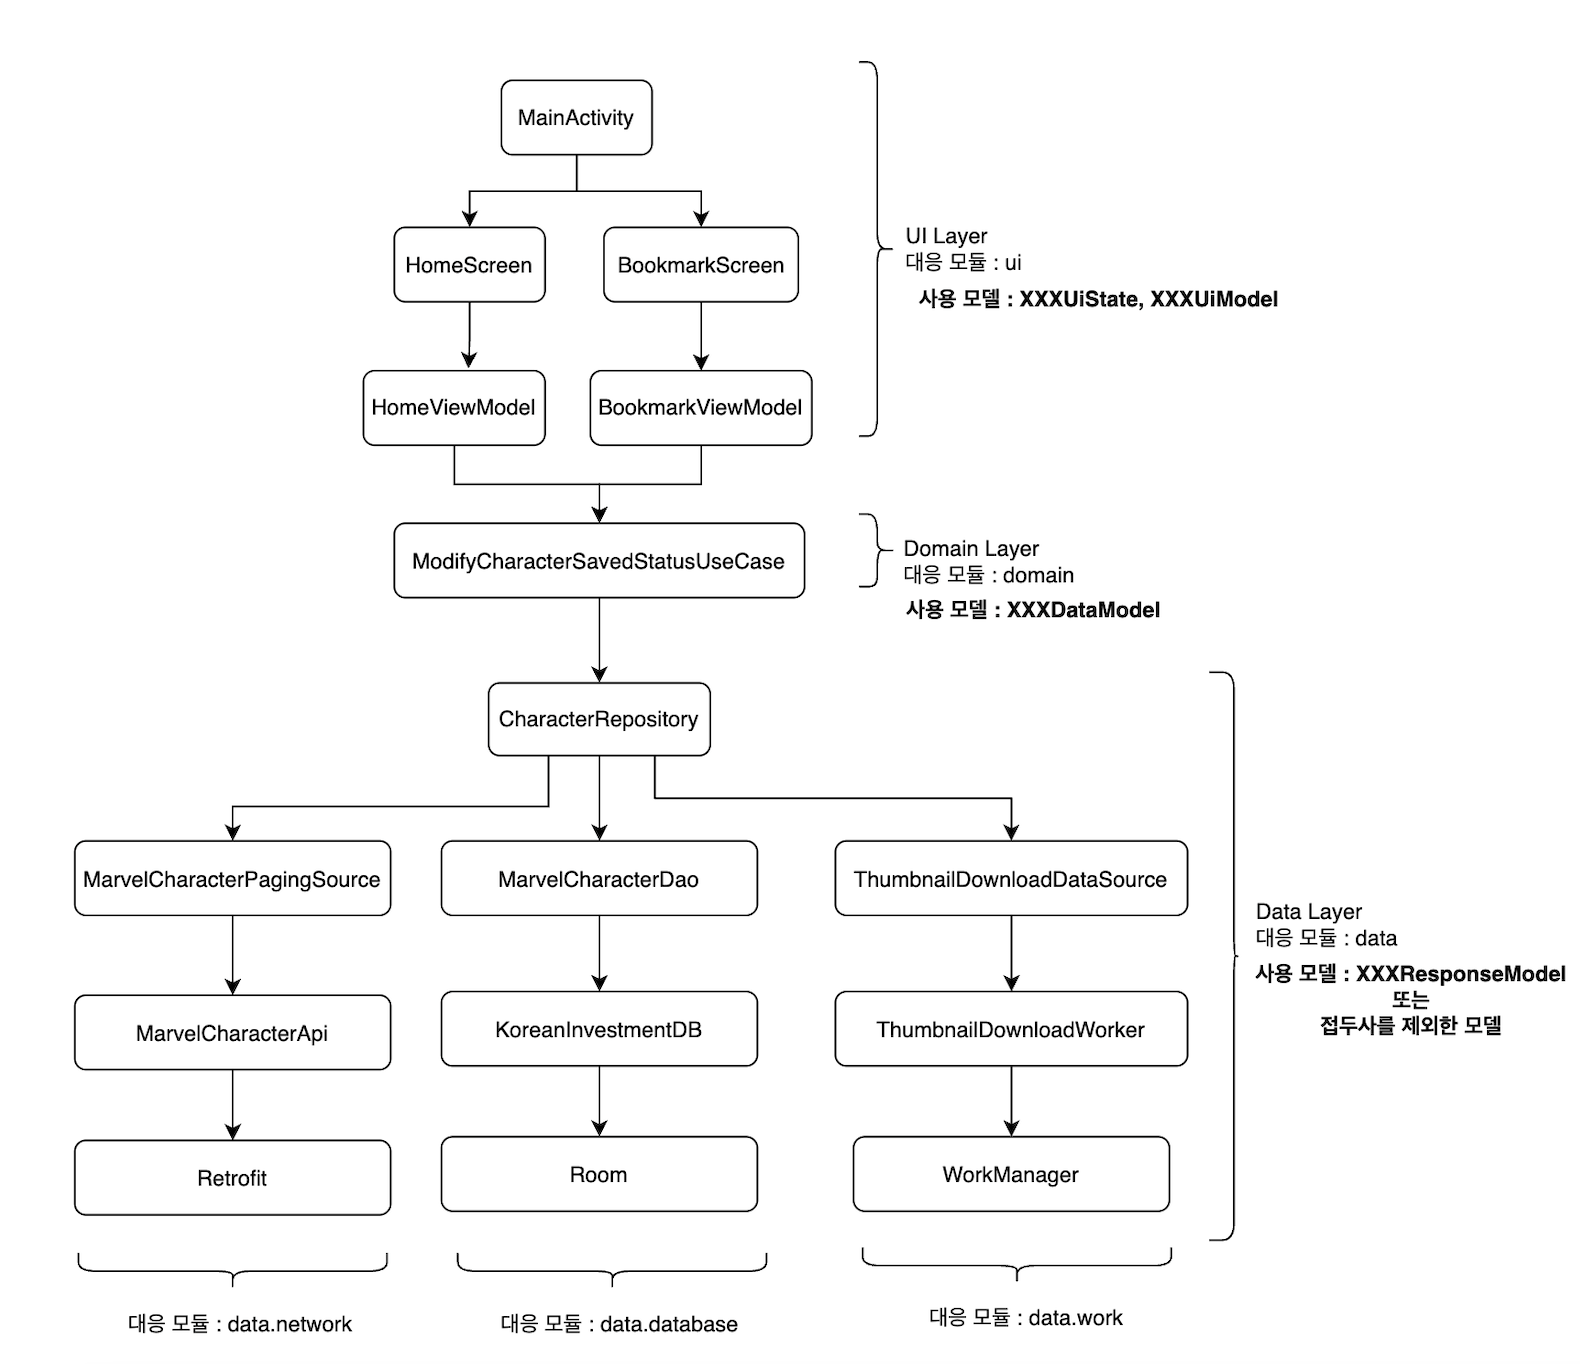 MainActivity
HomeScreen
BookmarkScreen
UI Layer
대응 모듈 : ui
사용 모델 : XXXUiState, XXXUiModel
HomeViewModel
BookmarkViewModel
ModifyCharacterSavedStatusUseCase
Domain Layer
대응 모듈 : domain
사용 모델 : XXXDataModel
CharacterRepository
MarvelCharacterPagingSource
MarvelCharacterDao
ThumbnailDownloadDataSource
Data Layer
대응 모듈 : data
사용 모델 : XXXResponseModel
또는
접두사를 제외한 모델
MarvelCharacterApi
KoreanInvestmentDB
ThumbnailDownloadWorker
Retrofit
Room
WorkManager
대응 모듈 : data.network
대응 모듈 : data.database
대응 모듈 : data.work